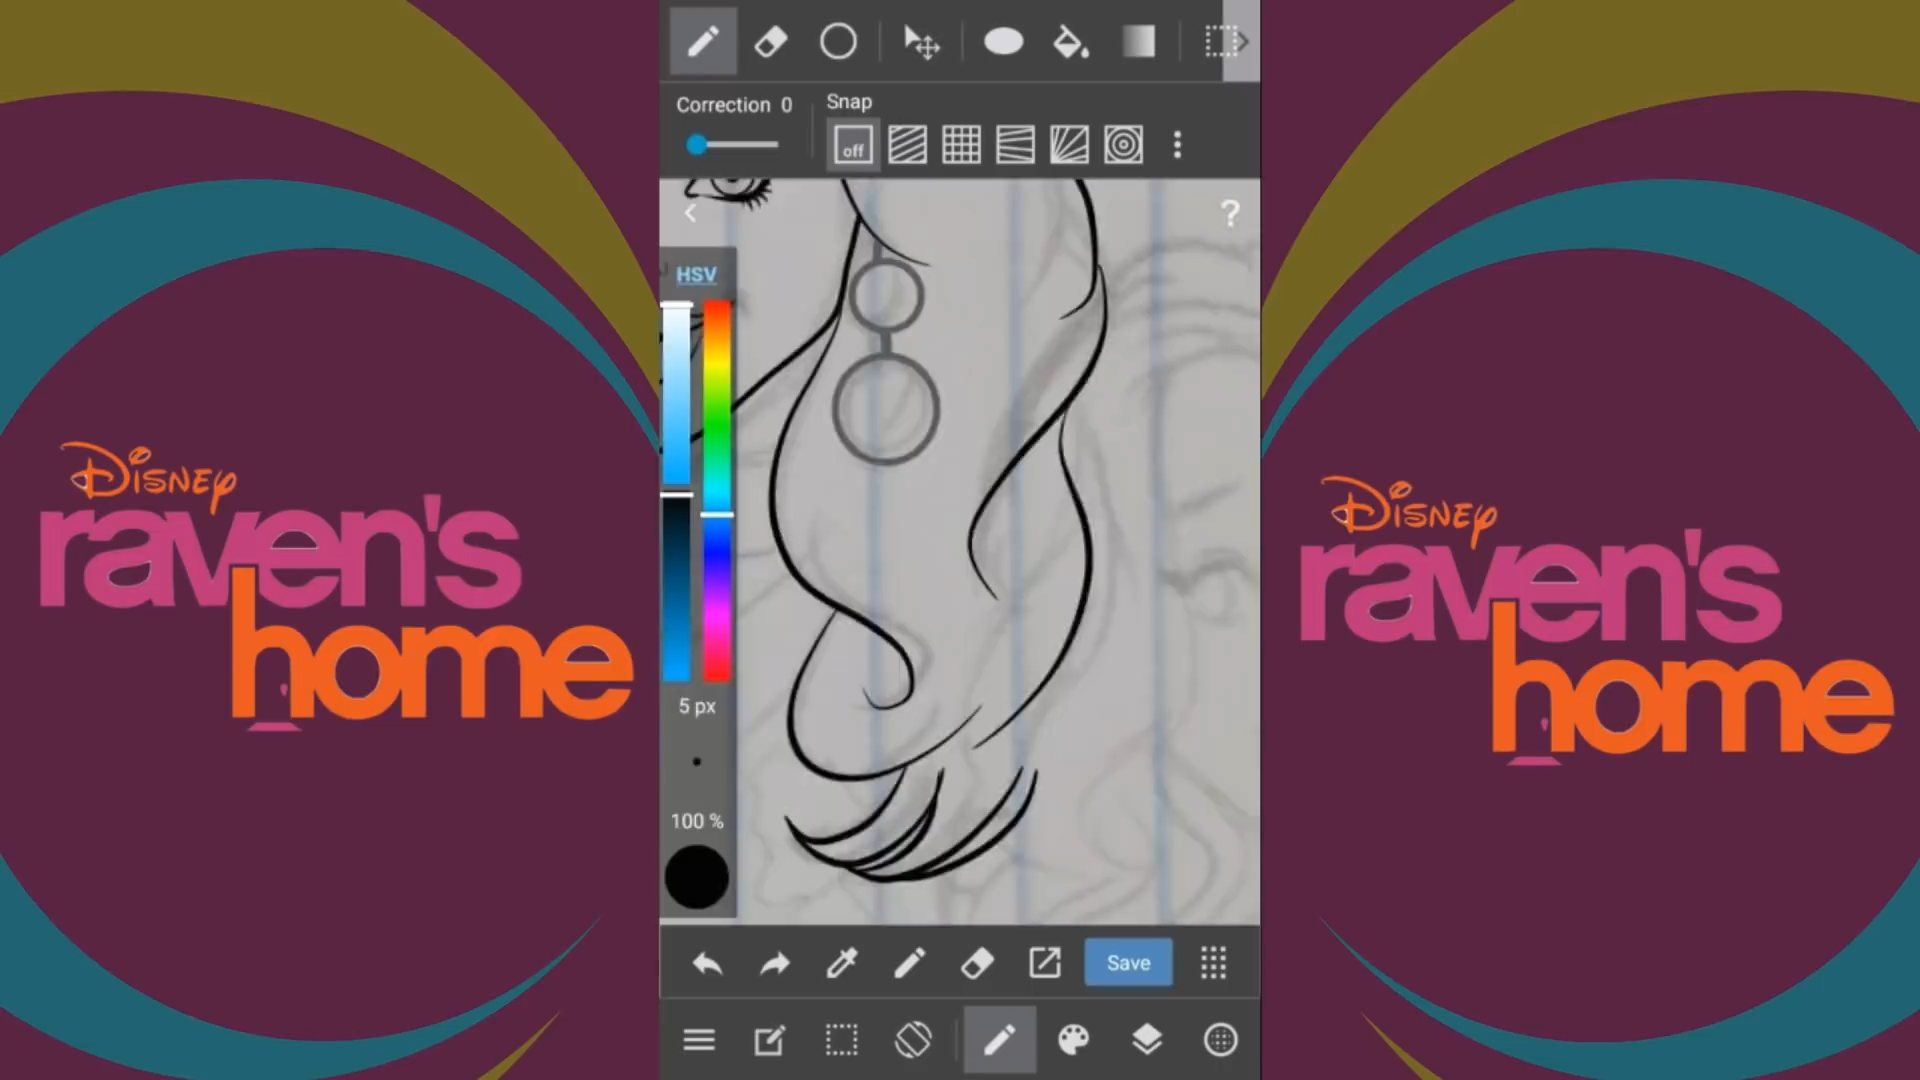 Correction 0
Snap
off
?
HSV
5 px
100 %
Save
Disney
raven's
home
Disney
raven's
home